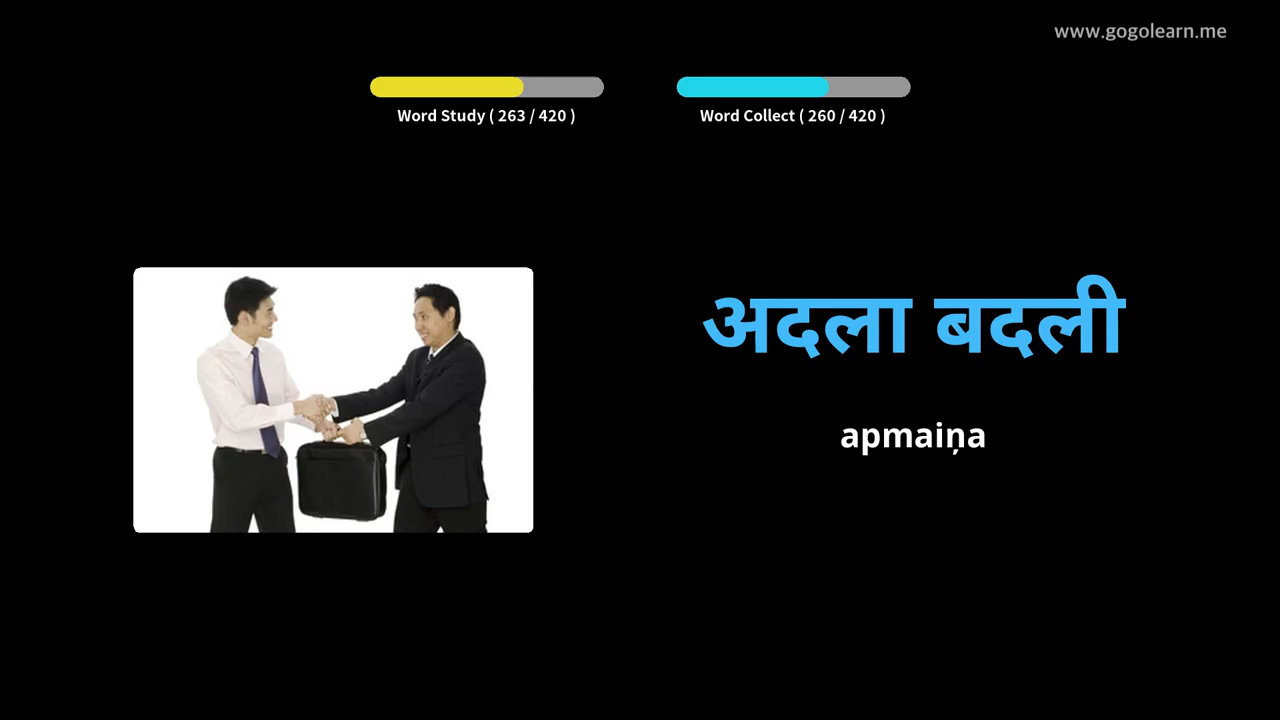 www.gogolearn.me
Word Study ( 263 / 420 )
Word Collect ( 260 / 420 )
अदला बदली
apmaiņa